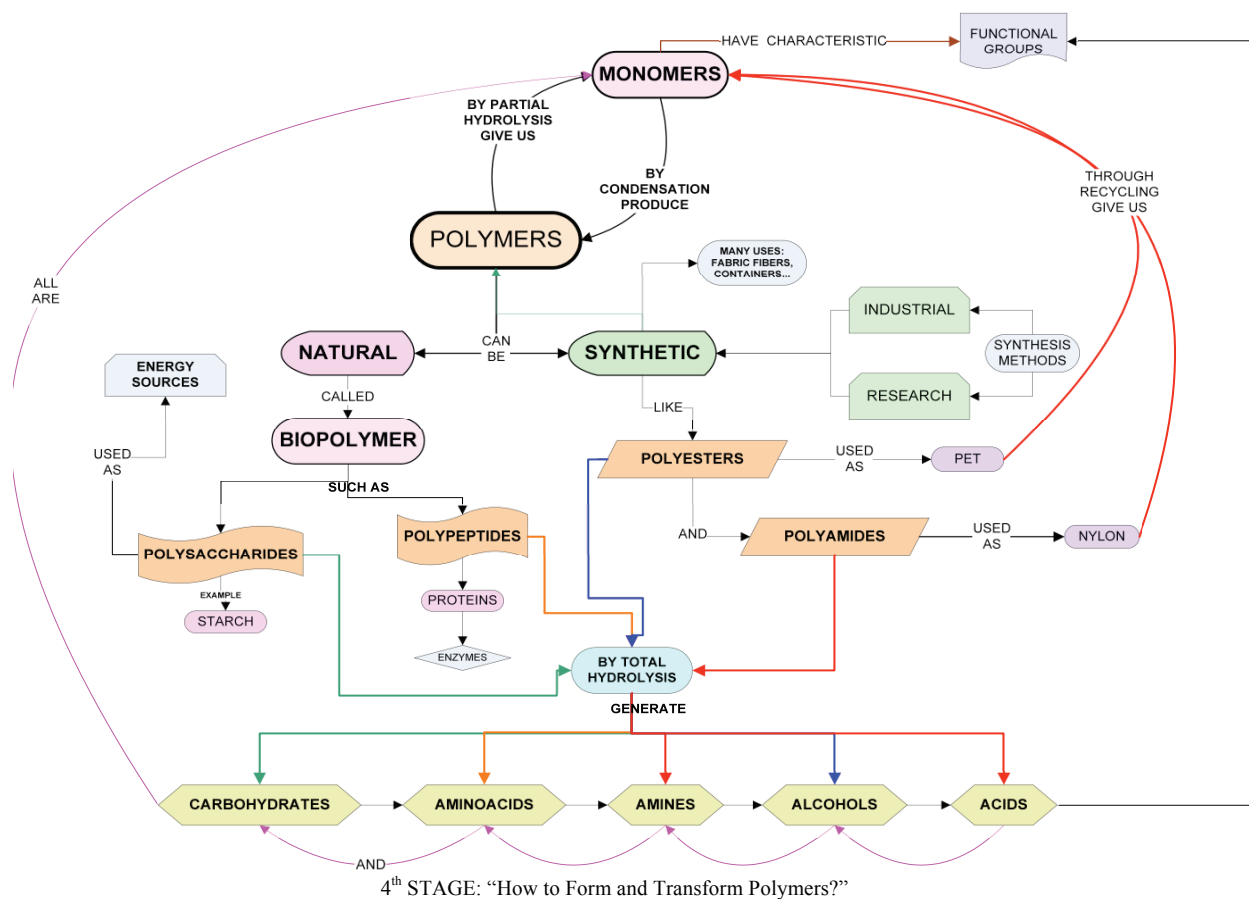 HAVE CHARACTERISTIC
FUNCTIONAL
GROUPS
MONOMERS
BY PARTIAL
HYDROLYSIS
GIVE US
BY
CONDENSATION
PRODUCE
THROUGH
RECYCLING
GIVE US
POLYMERS
MANY USES:
FABRIC FIBERS,
CONTAINERS...
ALL
ARE
INDUSTRIAL
NATURAL
CAN
BE
SYNTHETIC
SYNTHESIS
METHODS
ENERGY
SOURCES
RESEARCH
CALLED
LIKE
BIOPOLYMER
USED
AS
POLYESTERS
USED
AS
PET
SUCH AS
POLYSACCHARIDES
POLYPEPTIDES
AND
POLYAMIDES
USED
AS
NYLON
EXAMPLE
STARCH
PROTEINS
ENZYMES
BY TOTAL
HYDROLYSIS
GENERATE
CARBOHYDRATES
AMINOACIDS
AMINES
ALCOHOLS
ACIDS
AND
4th STAGE: “How to Form and Transform Polymers?”